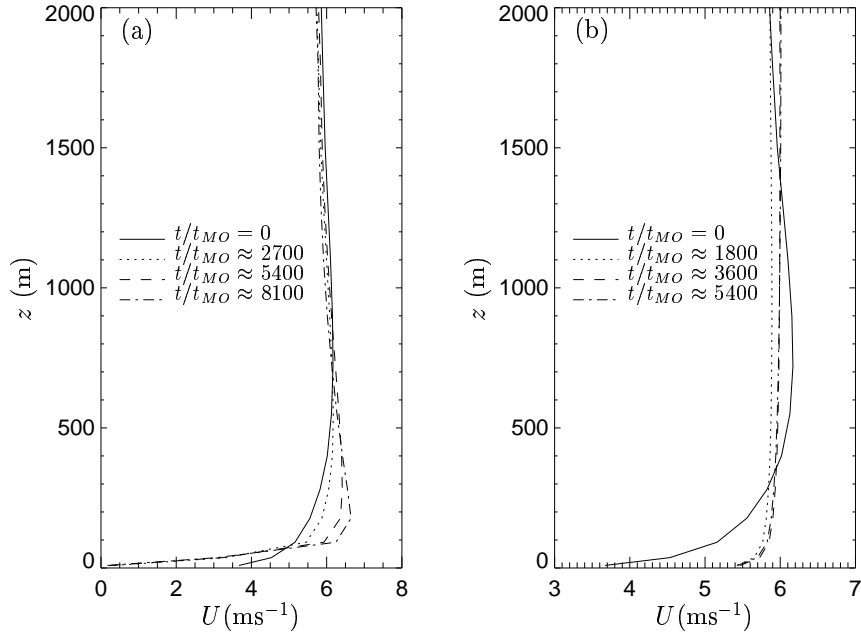 (a)
2000
1500
1000
500
0
z (m)
t/t_MO = 0
t/t_MO ≈ 2700
t/t_MO ≈ 5400
t/t_MO ≈ 8100
0 2 4 6 8
U(ms⁻¹)
(b)
2000
1500
1000
500
0
z (m)
t/t_MO = 0
t/t_MO ≈ 1800
t/t_MO ≈ 3600
t/t_MO ≈ 5400
3 4 5 6 7
U(ms⁻¹)